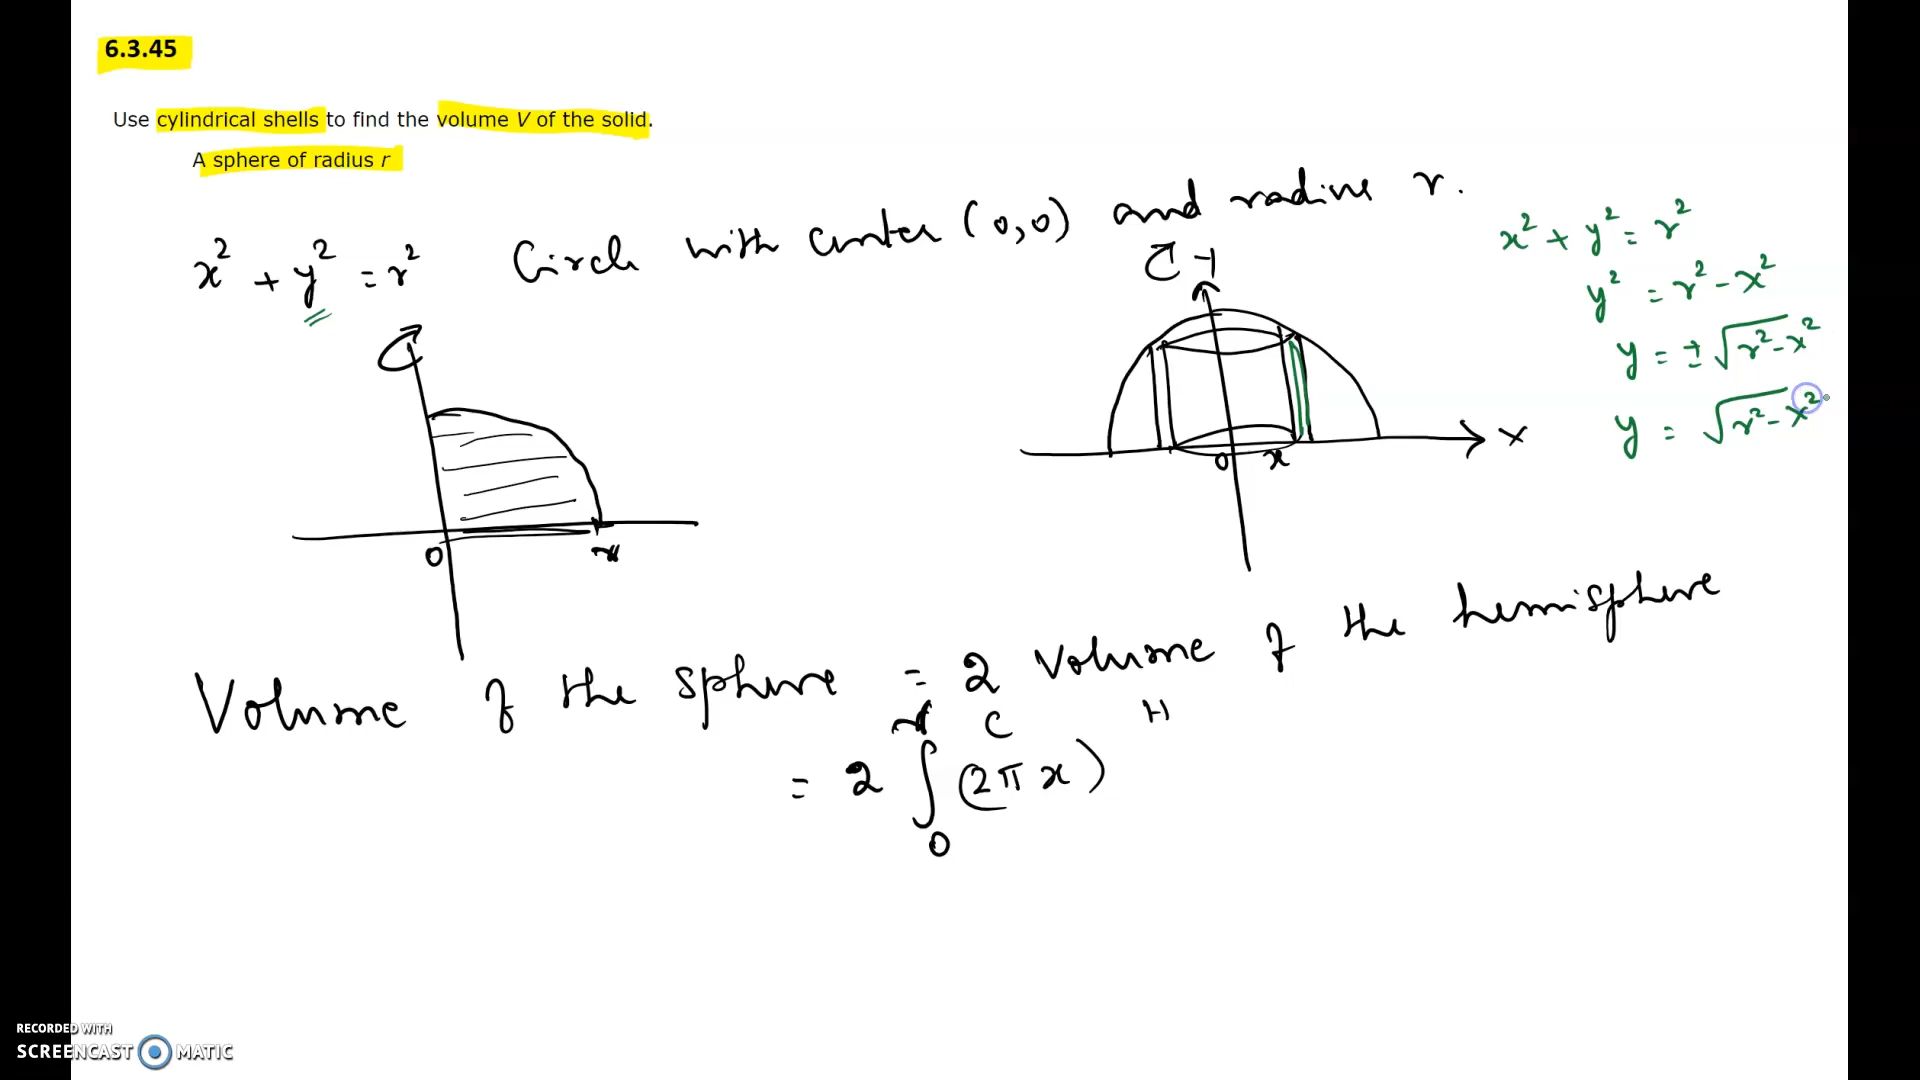 6.3.45
Use cylindrical shells to find the volume V of the solid.
A sphere of radius r
x² + y² = r² Circle with center (0,0) and radius r.
x² + y² = r²
y² = r² - x²
y = ± √r² - x²
y = √r² - x²
0 r
0 x X
Volume of the sphere = 2 Volume of the hemisphere
C H
= 2 ∫₀ʳ (2πx)
RECORDED WITH
SCREENCAST MATIC